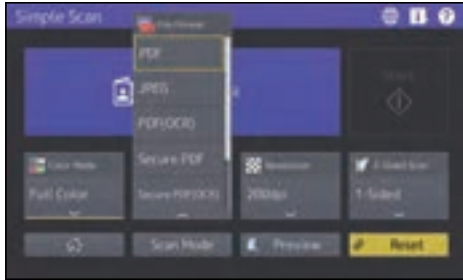 Simple Scan
File Format
PDF
JPEG
PDF(OCR)
Secure PDF
Secure PDF(OCR)
Color Mode
Full Color
Resolution
200dpi
2-Sided Scan
1-Sided
Scan Mode
Preview
Reset